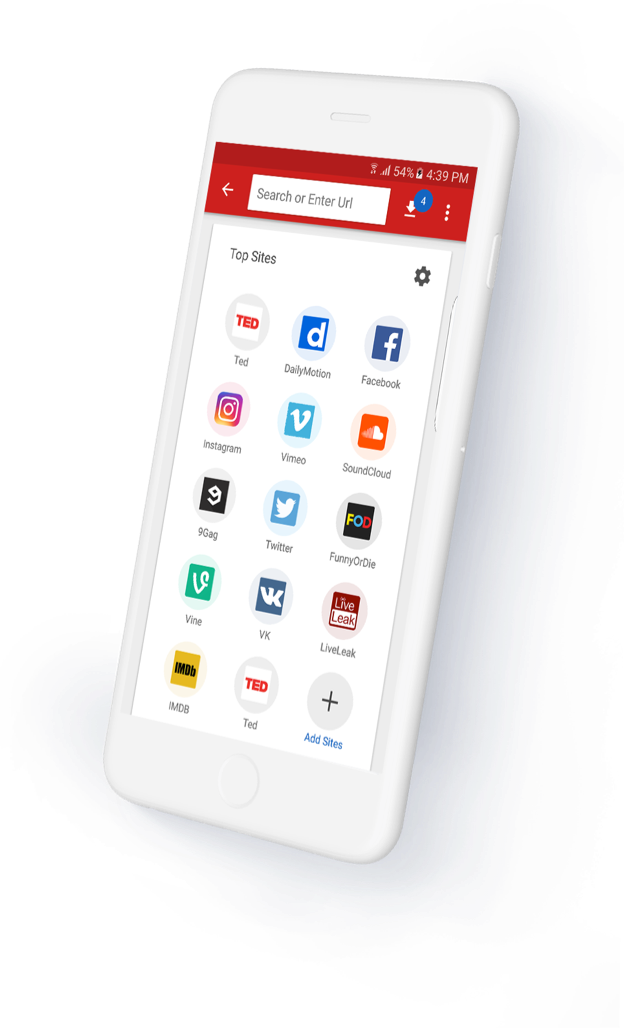 54% 4:39 PM
Search or Enter Url
4
Top Sites
TED
Ted
d
DailyMotion
f
Facebook
Instagram
v
Vimeo
SoundCloud
9
9Gag
Twitter
FOD
FunnyOrDie
V
Vine
VK
VK
Live
Leak
LiveLeak
IMDb
IMDB
TED
Ted
+
Add Sites